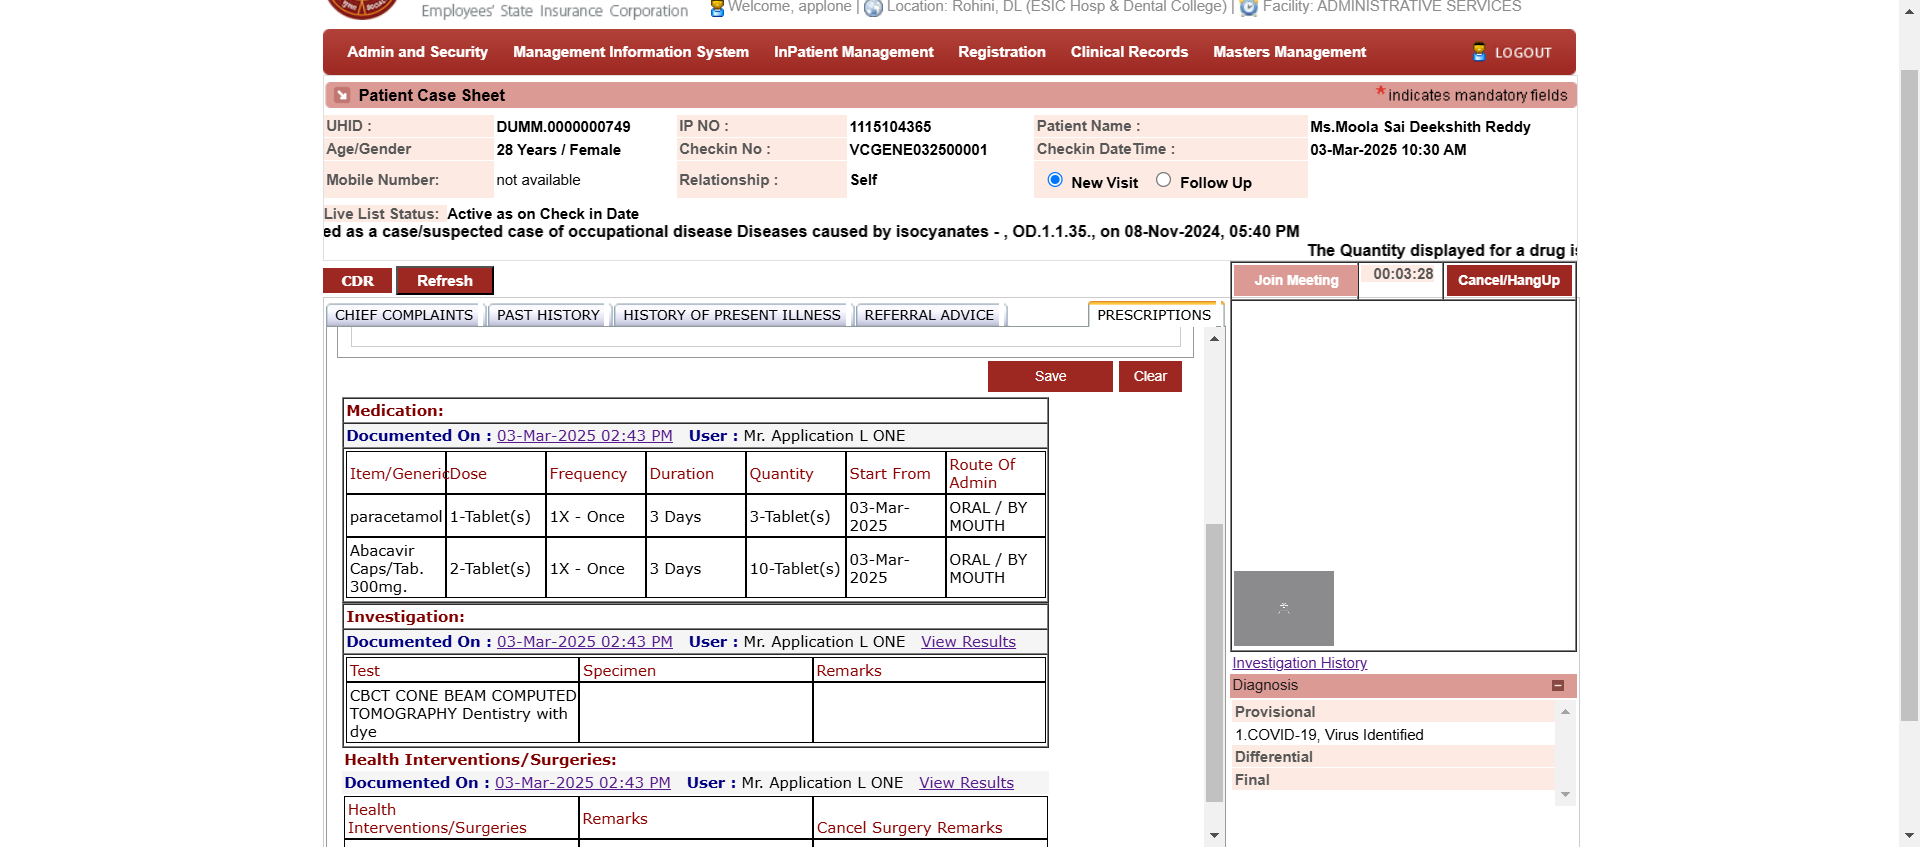 Employees' State Insurance Corporation
Welcome, applone | Location: Rohini, DL (ESIC Hosp & Dental College) | Facility: ADMINISTRATIVE SERVICES
Admin and Security Management Information System InPatient Management Registration Clinical Records Masters Management LOGOUT
Patient Case Sheet * indicates mandatory fields
UHID : DUMM.0000000749 IP NO : 1115104365 Patient Name : Ms.Moola Sai Deekshith Reddy
Age/Gender 28 Years / Female Checkin No : VCGENE032500001 Checkin DateTime : 03-Mar-2025 10:30 AM
Mobile Number: not available Relationship : Self New Visit Follow Up
Live List Status: Active as on Check in Date
ed as a case/suspected case of occupational disease Diseases caused by isocyanates - , OD.1.1.35., on 08-Nov-2024, 05:40 PM
The Quantity displayed for a drug is
CDR Refresh Join Meeting 00:03:28 Cancel/HangUp
CHIEF COMPLAINTS PAST HISTORY HISTORY OF PRESENT ILLNESS REFERRAL ADVICE PRESCRIPTIONS
Save Clear
Medication:
Documented On : 03-Mar-2025 02:43 PM User : Mr. Application L ONE
Item/Generic Dose Frequency Duration Quantity Start From Route Of Admin
paracetamol 1-Tablet(s) 1X - Once 3 Days 3-Tablet(s) 03-Mar-2025 ORAL / BY MOUTH
Abacavir Caps/Tab. 300mg. 2-Tablet(s) 1X - Once 3 Days 10-Tablet(s) 03-Mar-2025 ORAL / BY MOUTH
Investigation:
Documented On : 03-Mar-2025 02:43 PM User : Mr. Application L ONE View Results
Test Specimen Remarks
CBCT CONE BEAM COMPUTED
TOMOGRAPHY Dentistry with
dye
Health Interventions/Surgeries:
Documented On : 03-Mar-2025 02:43 PM User : Mr. Application L ONE View Results
Health Interventions/Surgeries Remarks Cancel Surgery Remarks
Investigation History
Diagnosis
Provisional
1.COVID-19, Virus Identified
Differential
Final